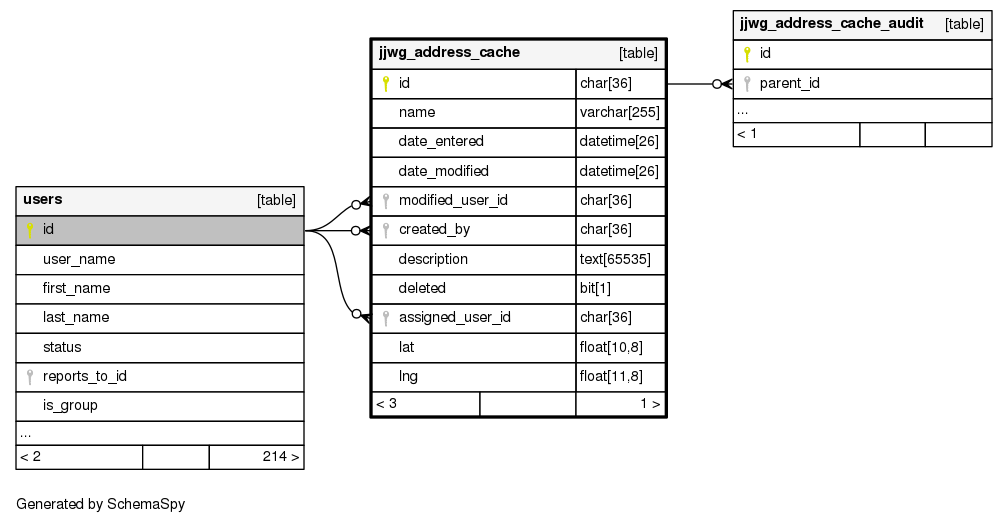 jjwg_address_cache_audit [table]
id
parent_id
...
< 1
jjwg_address_cache [table]
id char[36]
name varchar[255]
date_entered datetime[26]
date_modified datetime[26]
modified_user_id char[36]
created_by char[36]
description text[65535]
deleted bit[1]
assigned_user_id char[36]
lat float[10,8]
lng float[11,8]
< 3 1 >
users [table]
id
user_name
first_name
last_name
status
reports_to_id
is_group
...
< 2 214 >
Generated by SchemaSpy